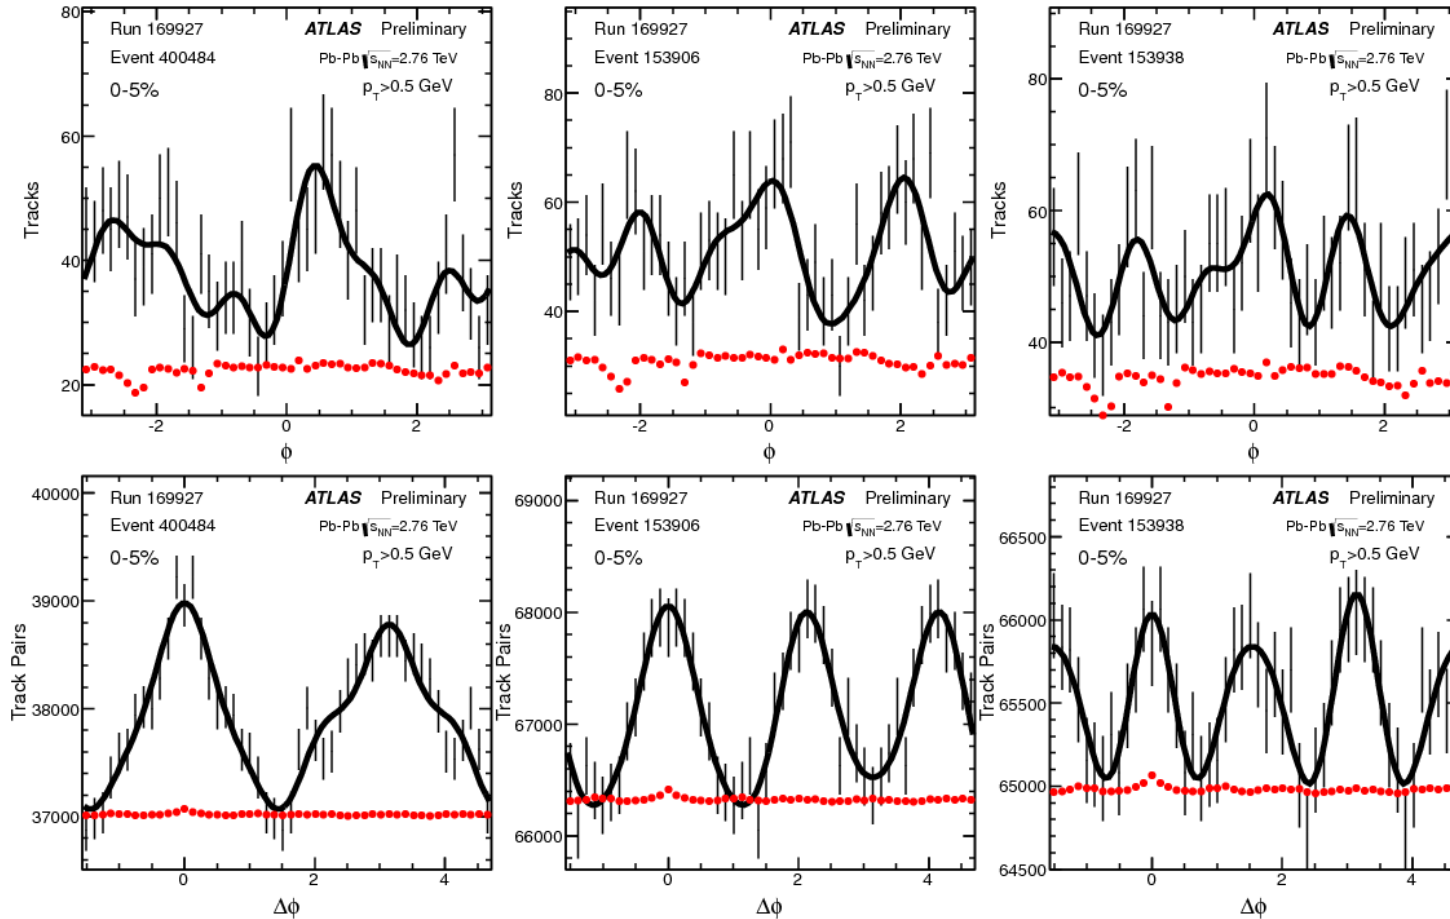 80
60
40
20
Tracks
Run 169927
ATLAS Preliminary
Event 400484
Pb-Pb √sNN=2.76 TeV
0-5%
pT>0.5 GeV
-2 0 2
ϕ
80
60
40
Tracks
Run 169927
ATLAS Preliminary
Event 153906
Pb-Pb √sNN=2.76 TeV
0-5%
pT>0.5 GeV
-2 0 2
ϕ
80
60
40
Tracks
Run 169927
ATLAS Preliminary
Event 153938
Pb-Pb √sNN=2.76 TeV
0-5%
pT>0.5 GeV
-2 0 2
ϕ
40000
39000
38000
37000
Track Pairs
Run 169927
ATLAS Preliminary
Event 400484
Pb-Pb √sNN=2.76 TeV
0-5%
pT>0.5 GeV
0 2 4
Δϕ
69000
68000
67000
66000
Track Pairs
Run 169927
ATLAS Preliminary
Event 153906
Pb-Pb √sNN=2.76 TeV
0-5%
pT>0.5 GeV
0 2 4
Δϕ
66500
66000
65500
65000
64500
Track Pairs
Run 169927
ATLAS Preliminary
Event 153938
Pb-Pb √sNN=2.76 TeV
0-5%
pT>0.5 GeV
0 2 4
Δϕ